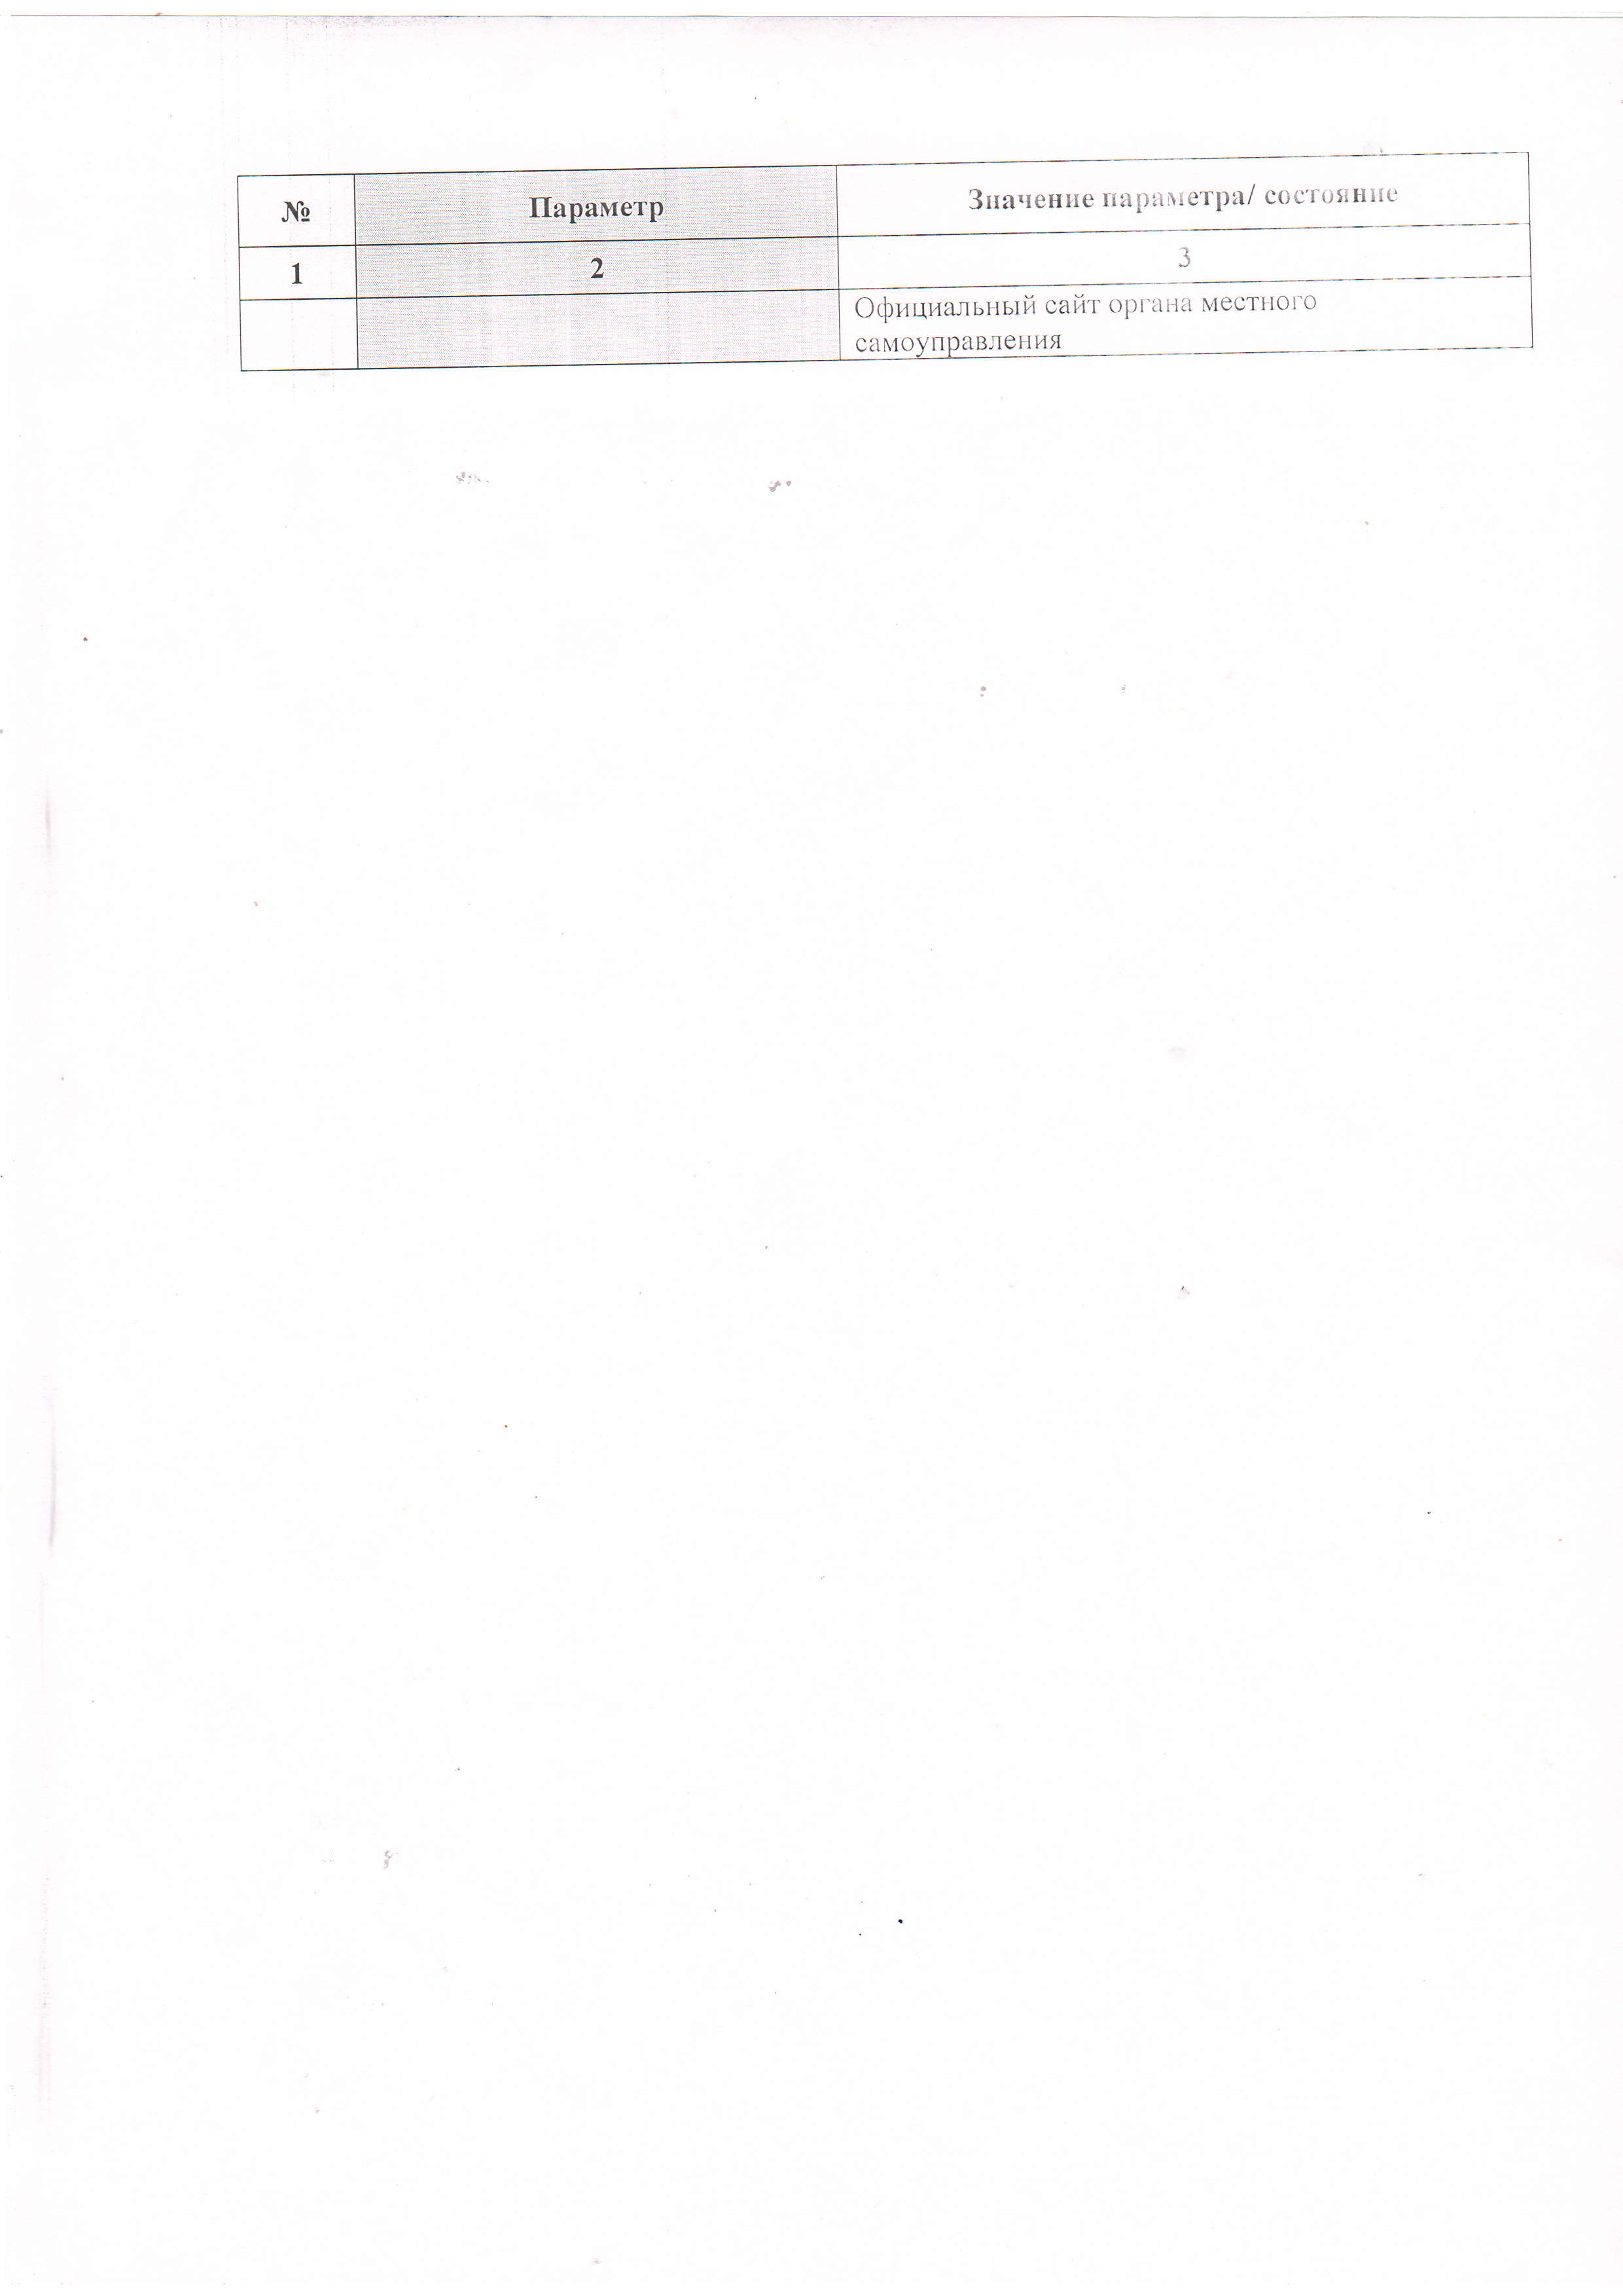 № Параметр Значение параметра/ состояние
1 2 3
Официальный сайт органа местного
самоуправления